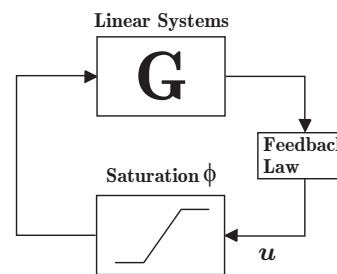 Linear Systems
G
Feedback
Law
Saturation ϕ
u